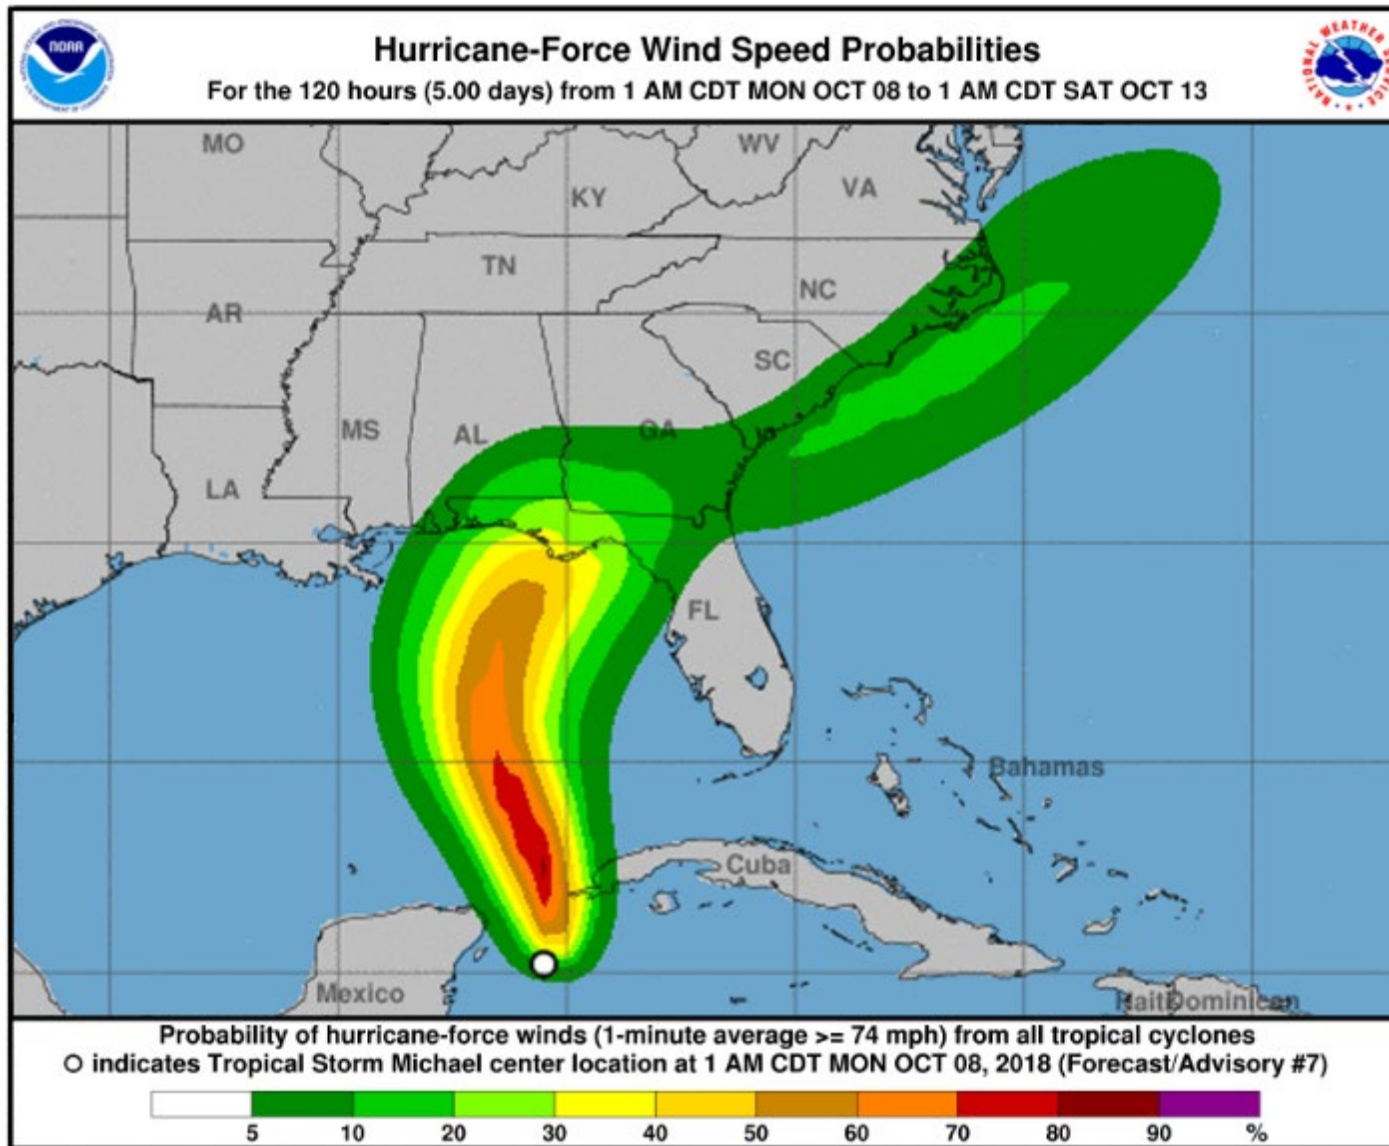 NOAA
Hurricane-Force Wind Speed Probabilities
For the 120 hours (5.00 days) from 1 AM CDT MON OCT 08 to 1 AM CDT SAT OCT 13
NATIONAL WEATHER SERVICE
MO
WV
KY
VA
TN
NC
AR
SC
MS
AL
GA
LA
FL
Bahamas
Cuba
Mexico
Haiti
Dominican
Probability of hurricane-force winds (1-minute average >= 74 mph) from all tropical cyclones
O indicates Tropical Storm Michael center location at 1 AM CDT MON OCT 08, 2018 (Forecast/Advisory #7)
5 10 20 30 40 50 60 70 80 90 %